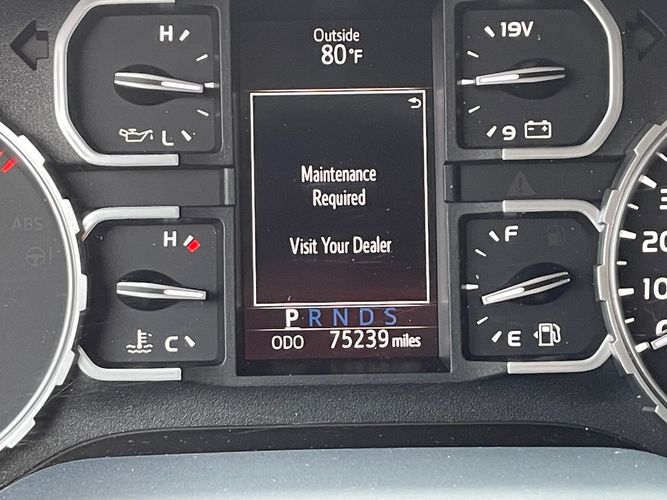 H
Outside
80°F
19V
L
9
Maintenance
Required
Visit Your Dealer
ABS
H
F
C
P R N D S
E
ODO 75239 miles
20
10